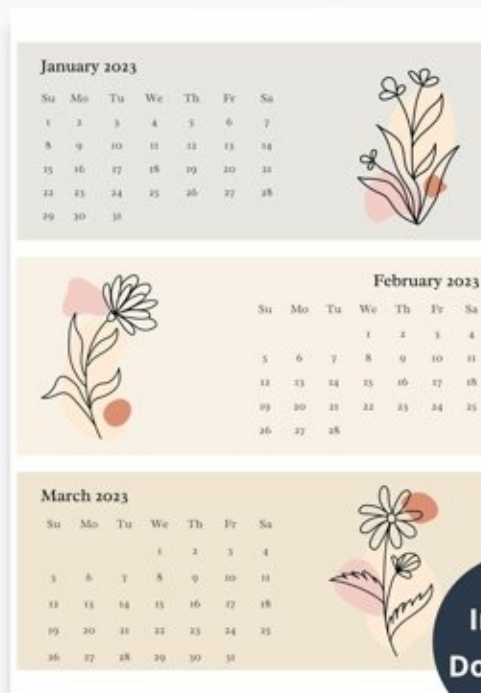 January 2023
Su Mo Tu We Th Fr Sa
1 2 3 4 5 6 7
8 9 10 11 12 13 14
15 16 17 18 19 20 21
22 23 24 25 26 27 28
29 30 31
February 2023
Su Mo Tu We Th Fr Sa
1 2 3 4
5 6 7 8 9 10 11
12 13 14 15 16 17 18
19 20 21 22 23 24 25
26 27 28
March 2023
Su Mo Tu We Th Fr Sa
1 2 3 4
5 6 7 8 9 10 11
12 13 14 15 16 17 18
19 20 21 22 23 24 25
26 27 28 29 30 31